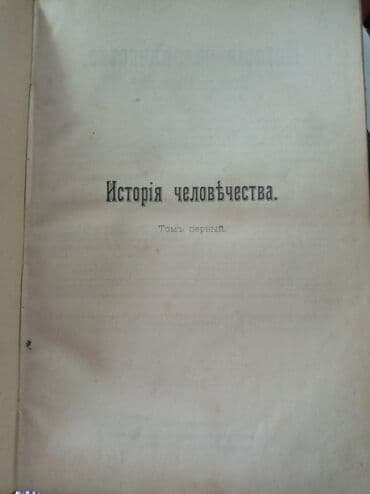 Исторія человѣчества.
Томъ первый.